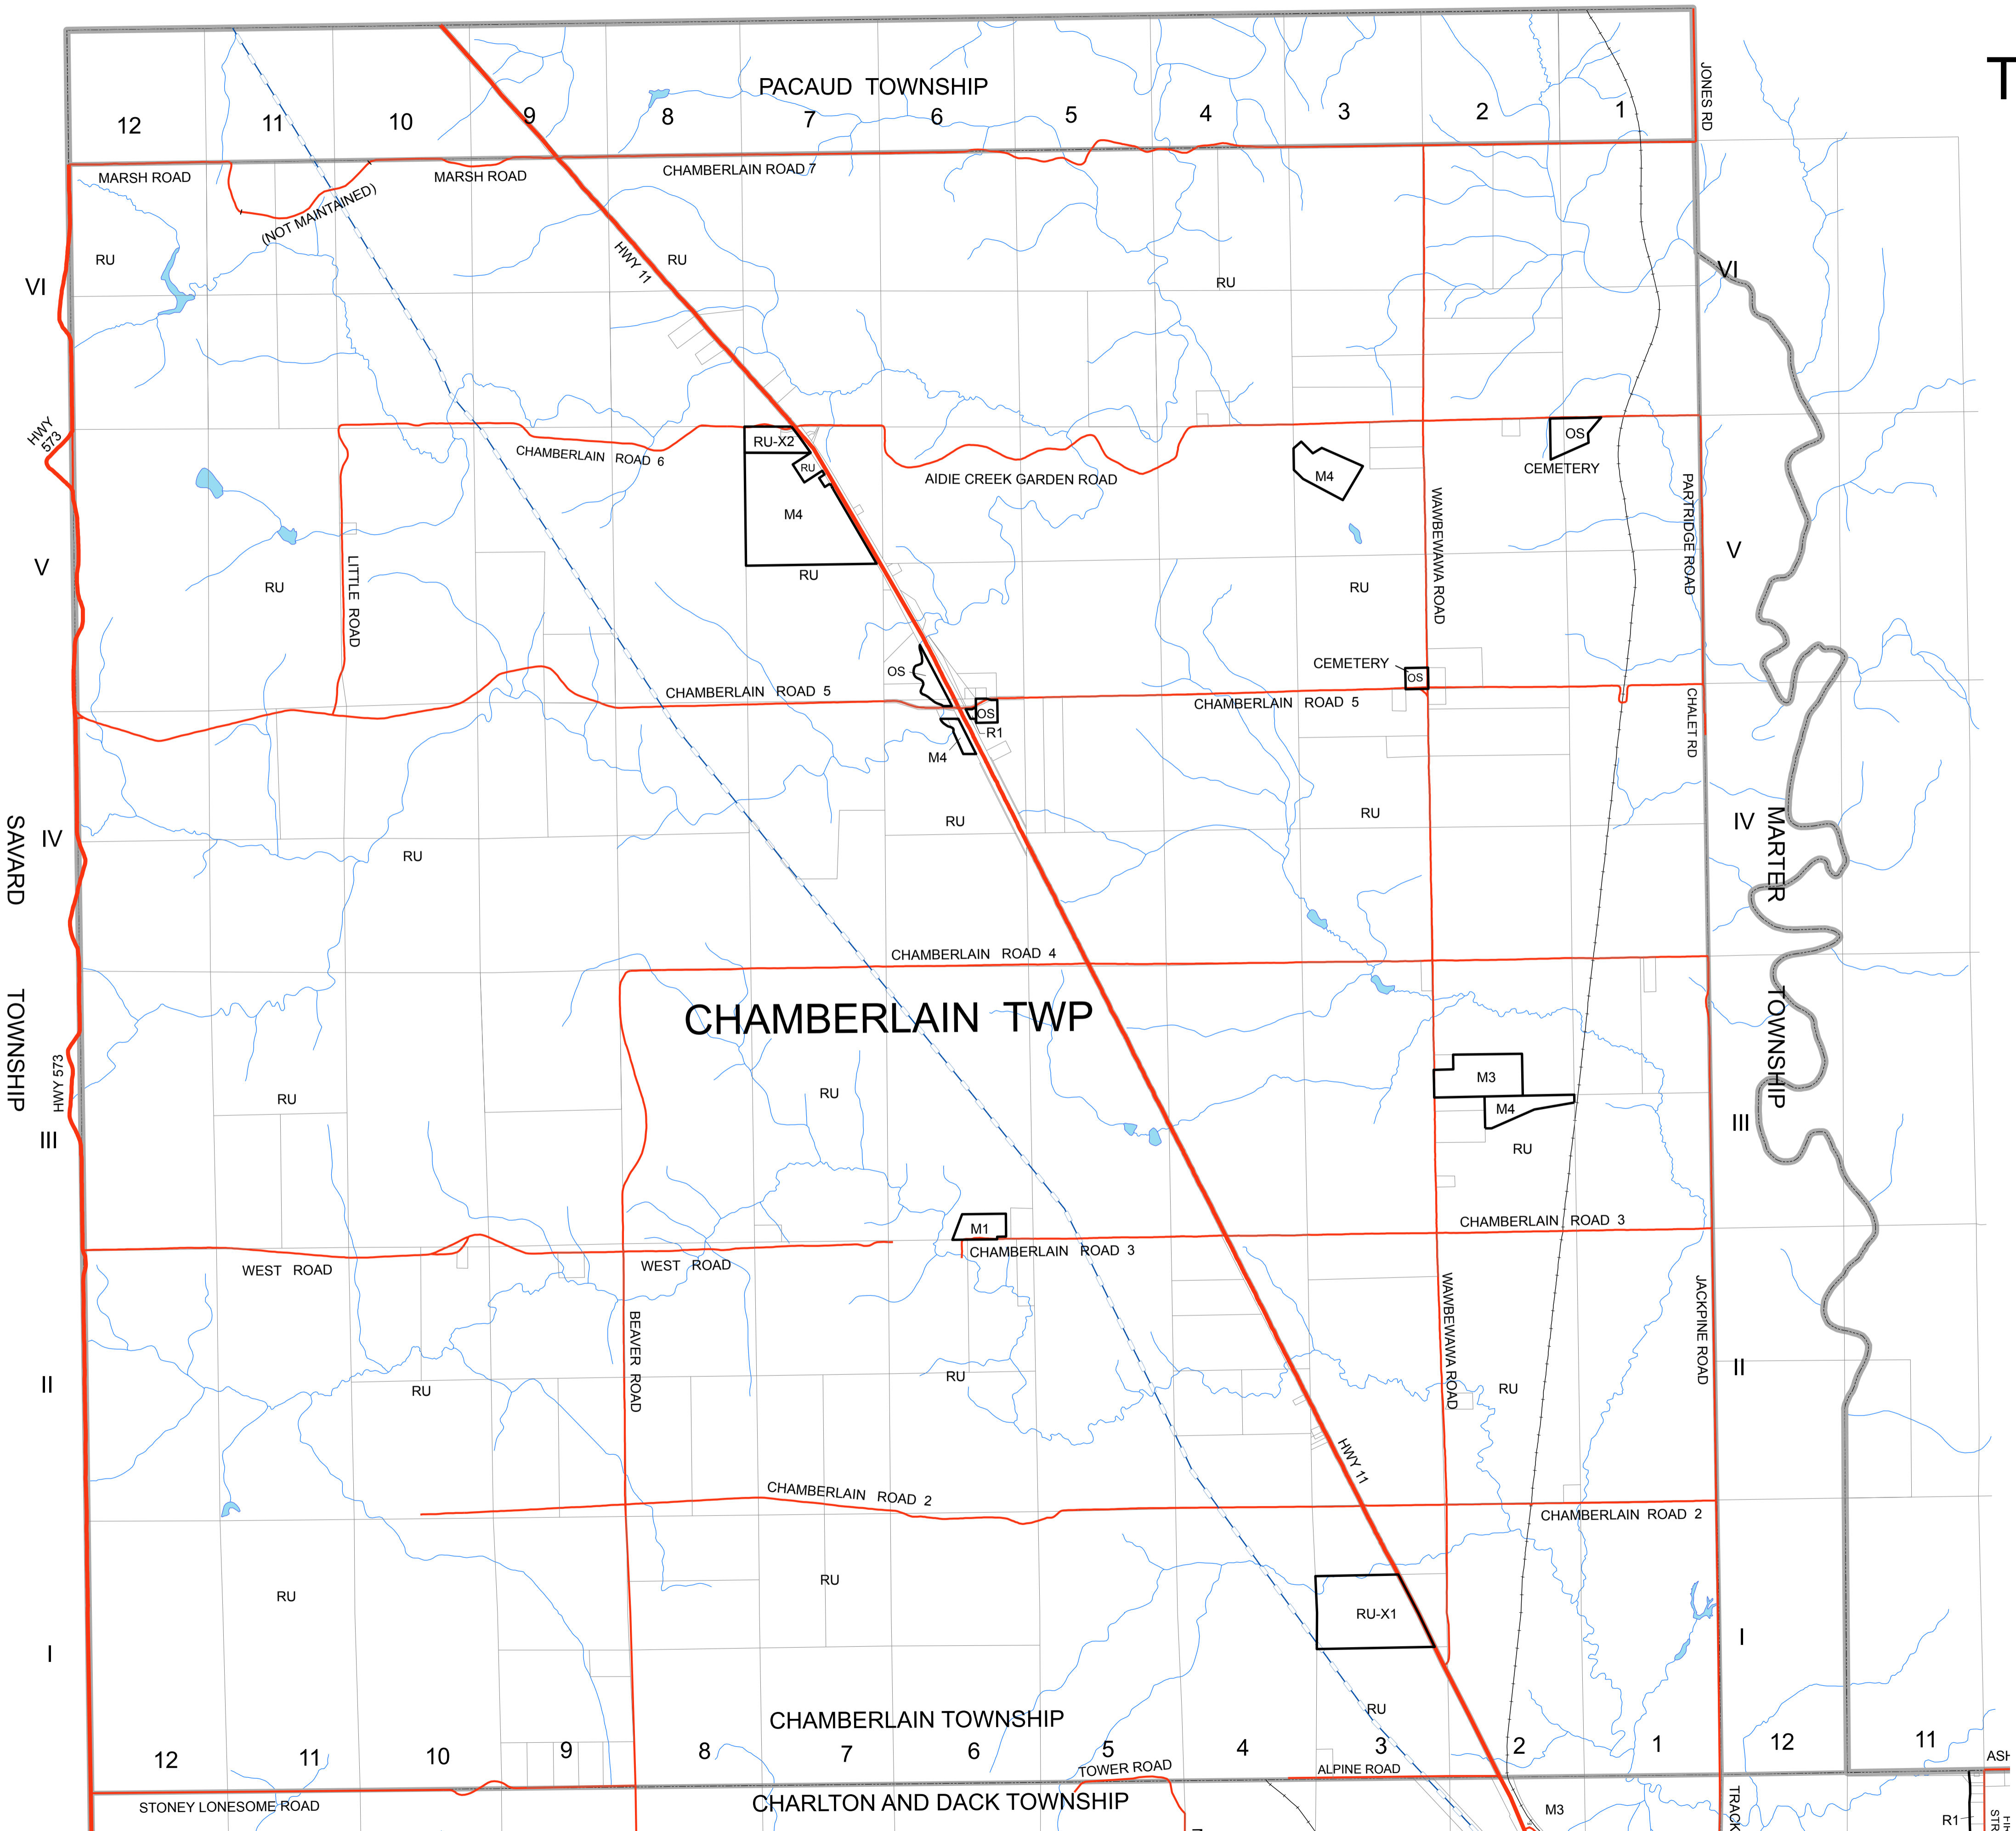 T
PACAUD TOWNSHIP
JONES RD
12 11 10 9 8 7 6 5 4 3 2 1
MARSH ROAD
MARSH ROAD
CHAMBERLAIN ROAD 7
(NOT MAINTAINED)
RU
HWY 11
RU
RU
VI
VI
HWY
573
CHAMBERLAIN ROAD 6
RU-X2
RU
M4
RU
AIDIE CREEK GARDEN ROAD
M4
OS
CEMETERY
WAWBEWAWA ROAD
PARTRIDGE ROAD
V
V
LITTLE ROAD
RU
RU
CEMETERY
OS
OS
CHAMBERLAIN ROAD 5
OS
R1
M4
CHAMBERLAIN ROAD 5
CHALET RD
SAVARD TOWNSHIP
IV
RU
RU
RU
IV
MARTER TOWNSHIP
CHAMBERLAIN ROAD 4
CHAMBERLAIN TWP
HWY 573
RU
RU
M3
M4
RU
III
III
M1
CHAMBERLAIN ROAD 3
CHAMBERLAIN ROAD 3
WEST ROAD
WEST ROAD
BEAVER ROAD
WAWBEWAWA ROAD
JACKPINE ROAD
II
RU
RU
RU
II
HWY 11
CHAMBERLAIN ROAD 2
CHAMBERLAIN ROAD 2
RU
RU
RU-X1
I
I
RU
CHAMBERLAIN TOWNSHIP
12 11 10 9 8 7 6 5 4 3 2 1 12 11
TOWER ROAD
ALPINE ROAD
STONEY LONESOME ROAD
CHARLTON AND DACK TOWNSHIP
M3
TRACK
R1
ASH
STR